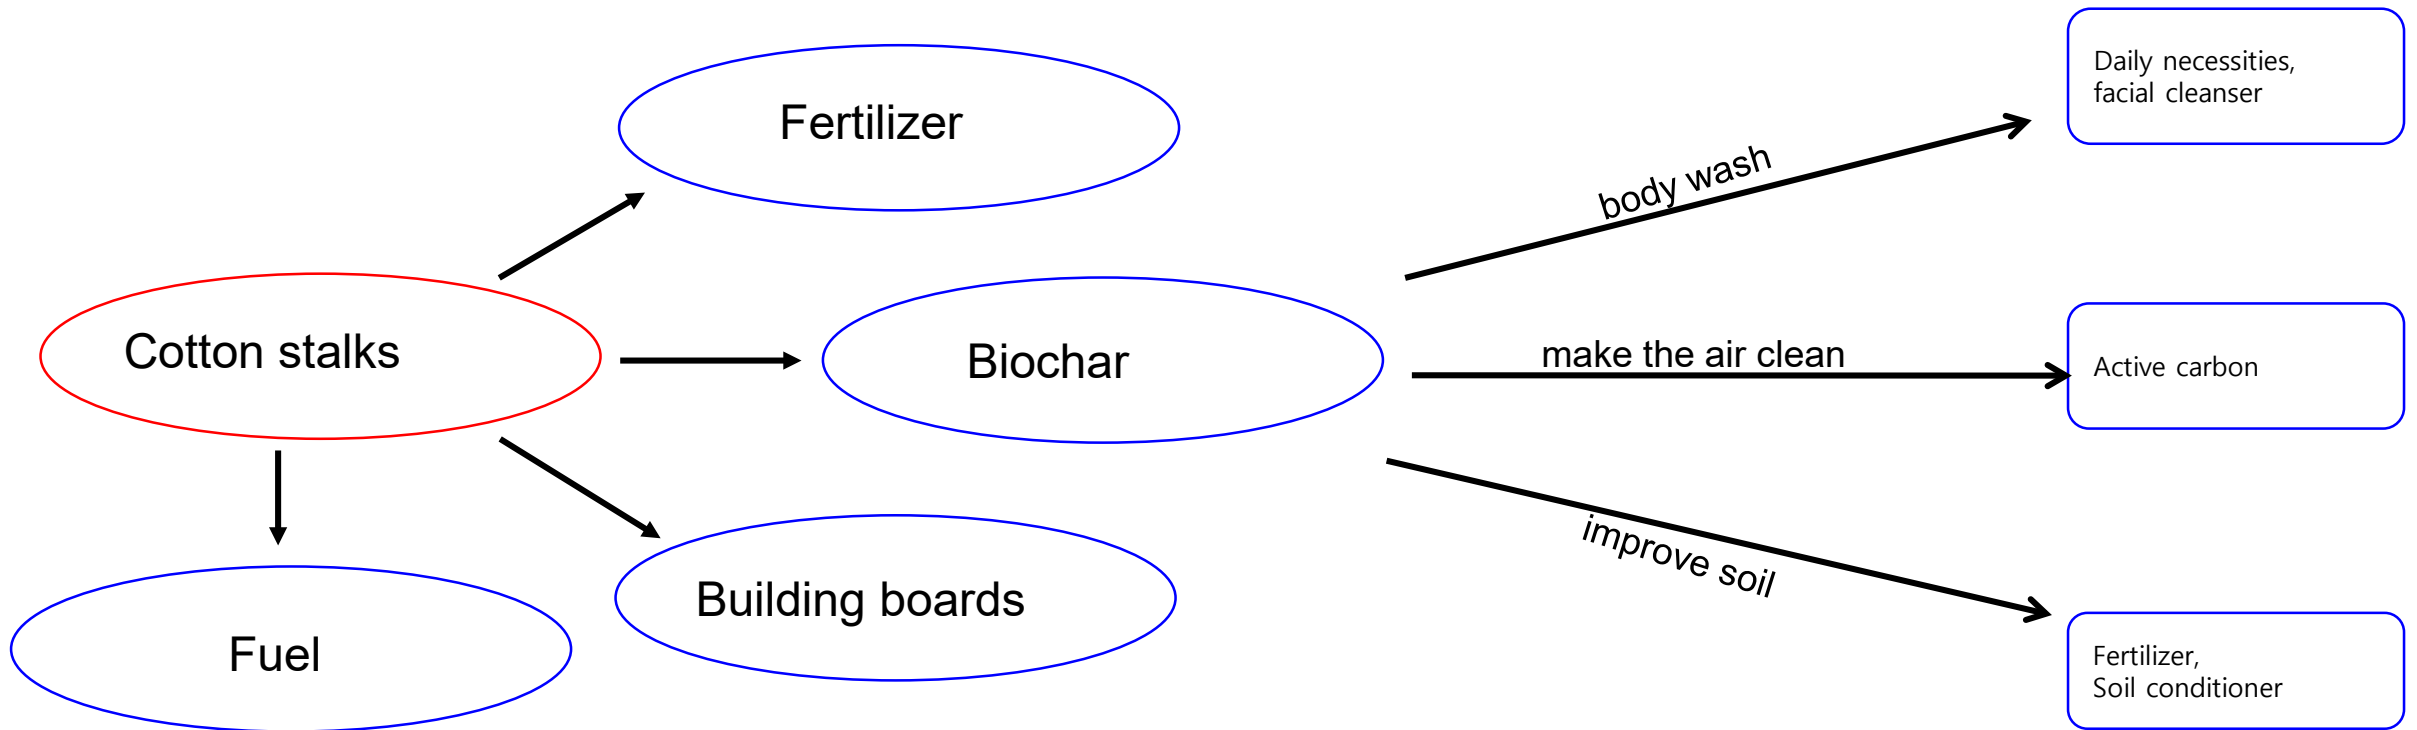 Fertilizer
Cotton stalks
Biochar
Building boards
Fuel
body wash
make the air clean
improve soil
Daily necessities,
facial cleanser
Active carbon
Fertilizer,
Soil conditioner